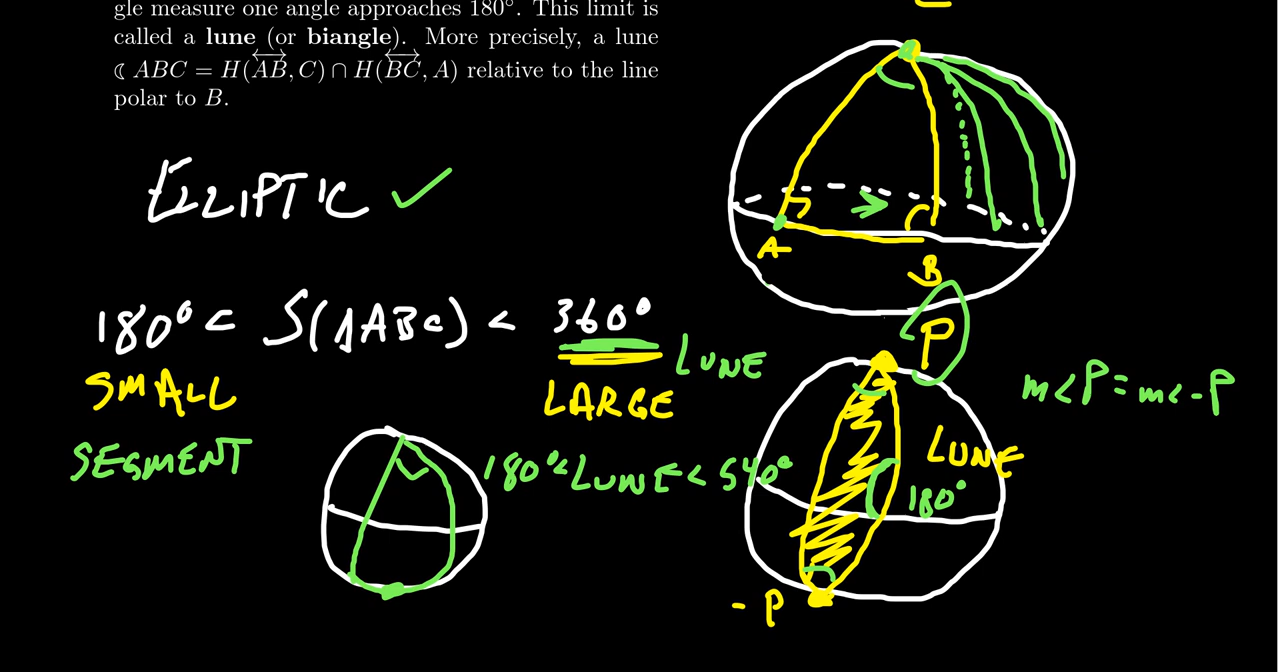 gle measure one angle approaches 180°. This limit is
called a lune (or biangle). More precisely, a lune
☾ ABC = H(AB, C) ∩ H(BC, A) relative to the line
polar to B.
ELLIPTIC ✓
A
B
180° < S(△ABC) < 360°
SMALL
LARGE
LUNE
SEGMENT
180° < LUNE < 540°
P
LUNE
180°
-P
m<P = m<-P